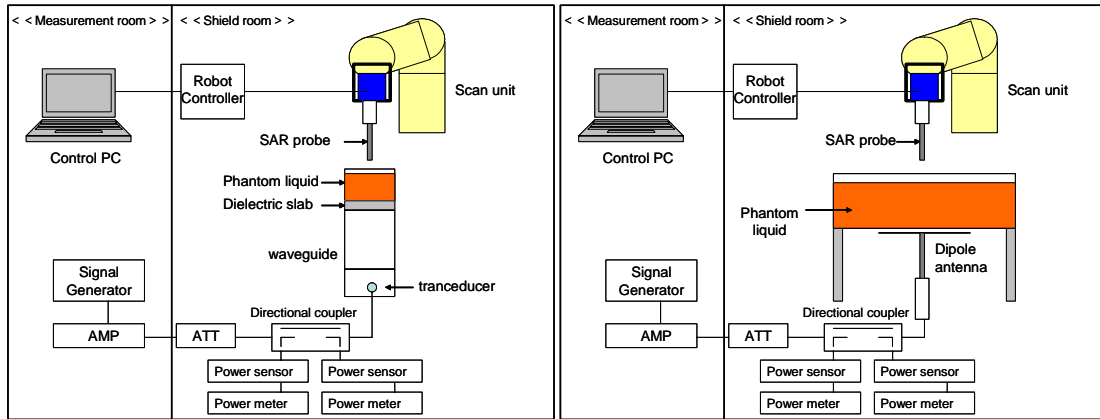 < < Measurement room > >
< < Shield room > >
Robot
Controller
Scan unit
Control PC
SAR probe
Phantom liquid
Dielectric slab
waveguide
tranceducer
Signal
Generator
Directional coupler
AMP
ATT
Power sensor
Power sensor
Power meter
Power meter
< < Measurement room > >
< < Shield room > >
Robot
Controller
Scan unit
Control PC
SAR probe
Phantom
liquid
Dipole
antenna
Signal
Generator
Directional coupler
AMP
ATT
Power sensor
Power sensor
Power meter
Power meter